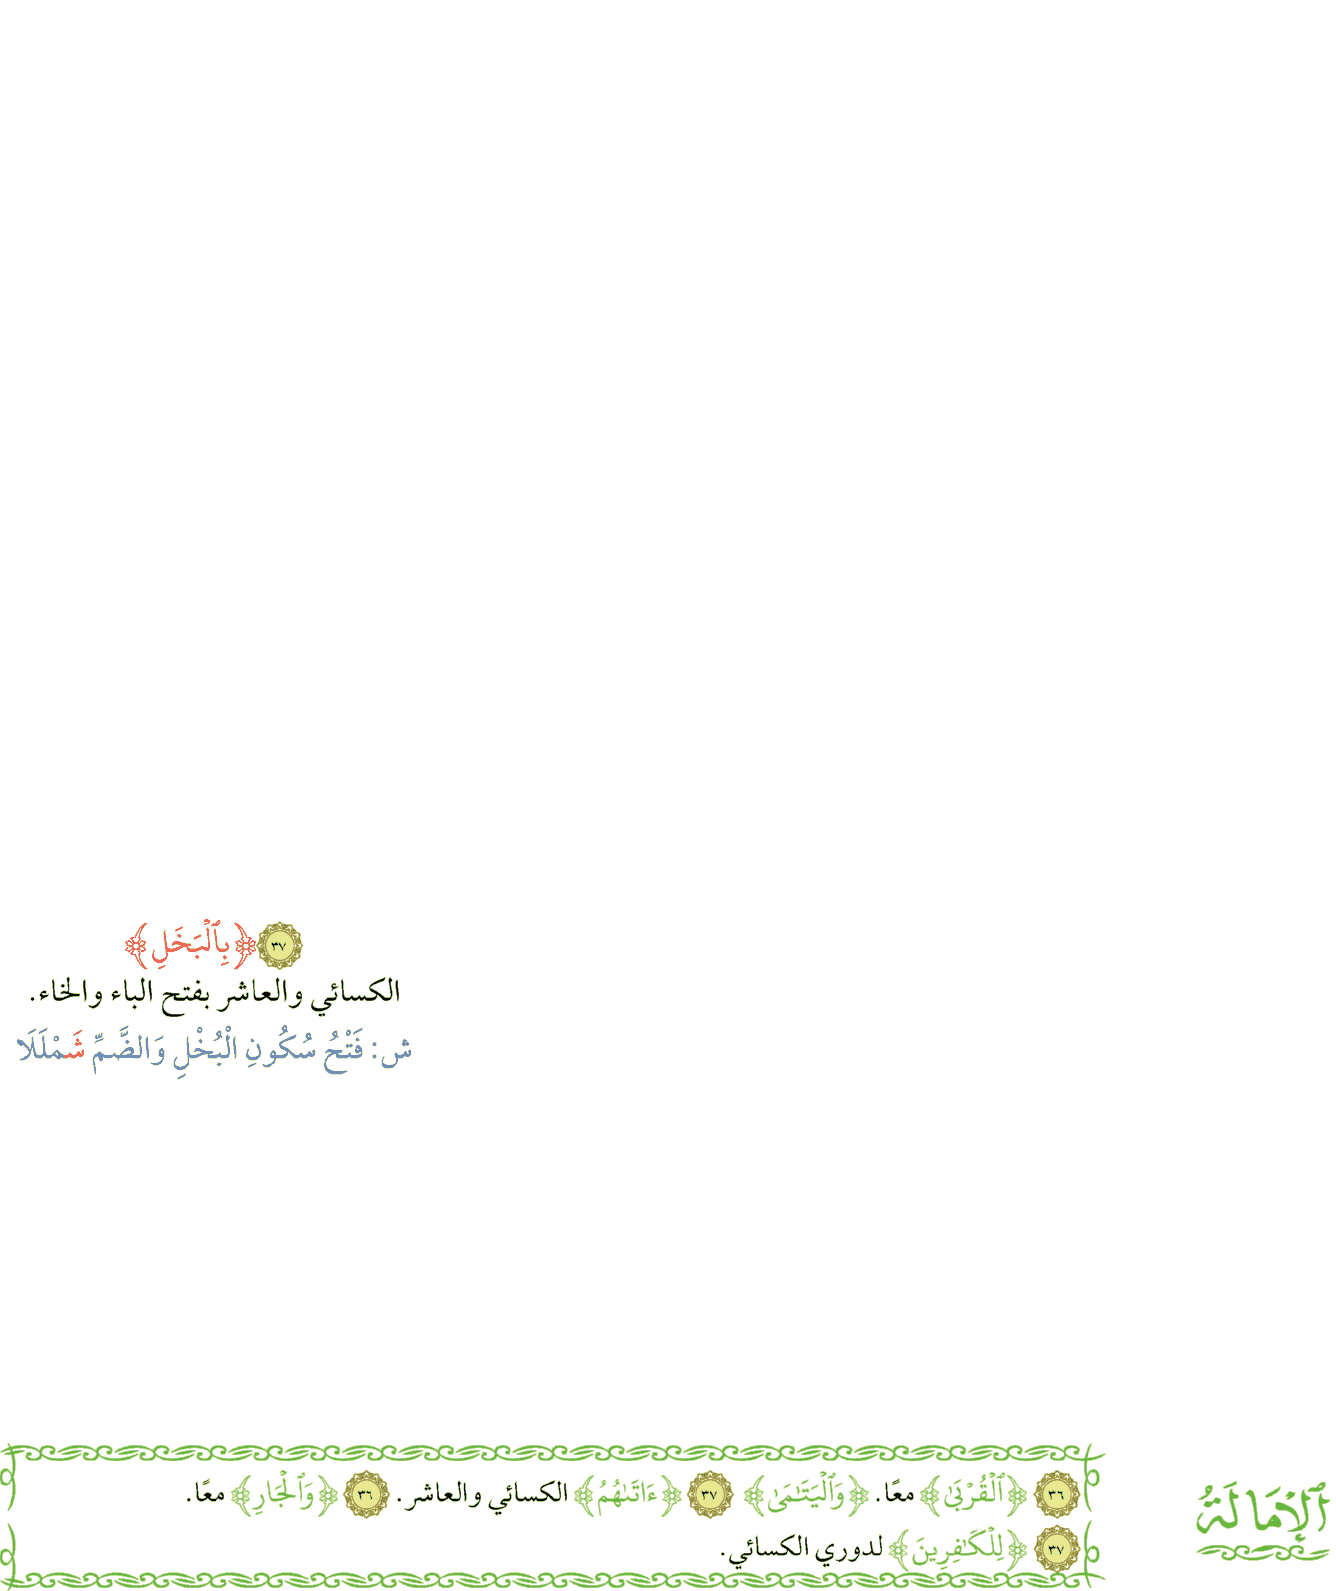 ٣٧ ﴿بِٱلْبَخَلِ﴾
الكسائي والعاشر بفتح الباء والخاء.
ش: فَتْحُ سُكُونِ الْبُخْلِ وَالضَّمِّ شَمْلَلَا
ٱلْإِمَالَةُ
٣٦ ﴿ٱلْقُرْبَىٰ﴾ معًا. ﴿وَٱلْيَتَٰمَىٰ﴾ ٣٧ ﴿ءَاتَىٰهُمُ﴾ الكسائي والعاشر. ٣٦ ﴿وَٱلْجَارِ﴾ معًا.
٣٧ ﴿لِلْكَٰفِرِينَ﴾ لدوري الكسائي.